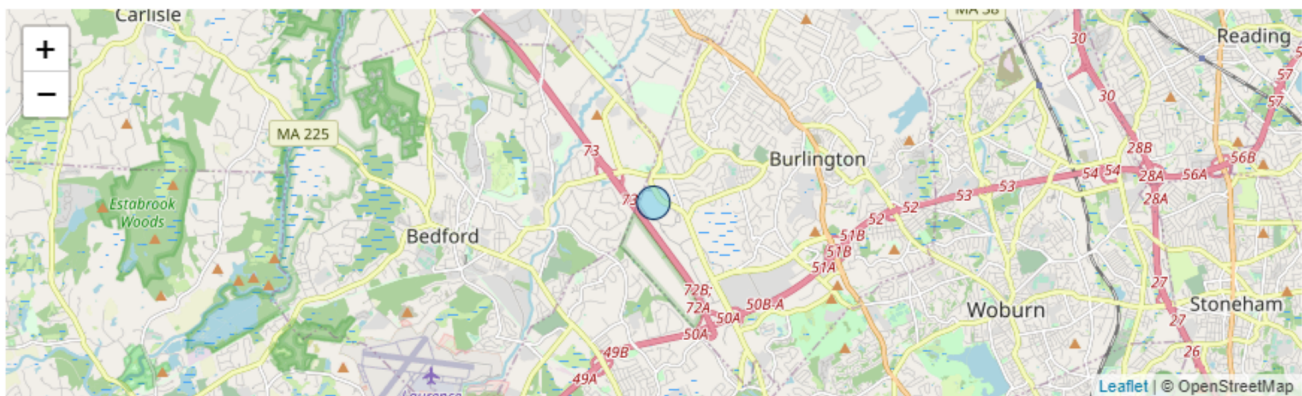 Carlisle
MA 38
+
30
Reading
57
57
−
30
MA 225
28B
73
Burlington
56B
54
54
28A
56A
53
53
28A
Estabrook
Woods
73
52
52
Bedford
51B
51B
51A
72B;
72A
50B-A
50A
27
Woburn
Stoneham
50A
27
49B
26
49A
Laurence
Leaflet | © OpenStreetMap